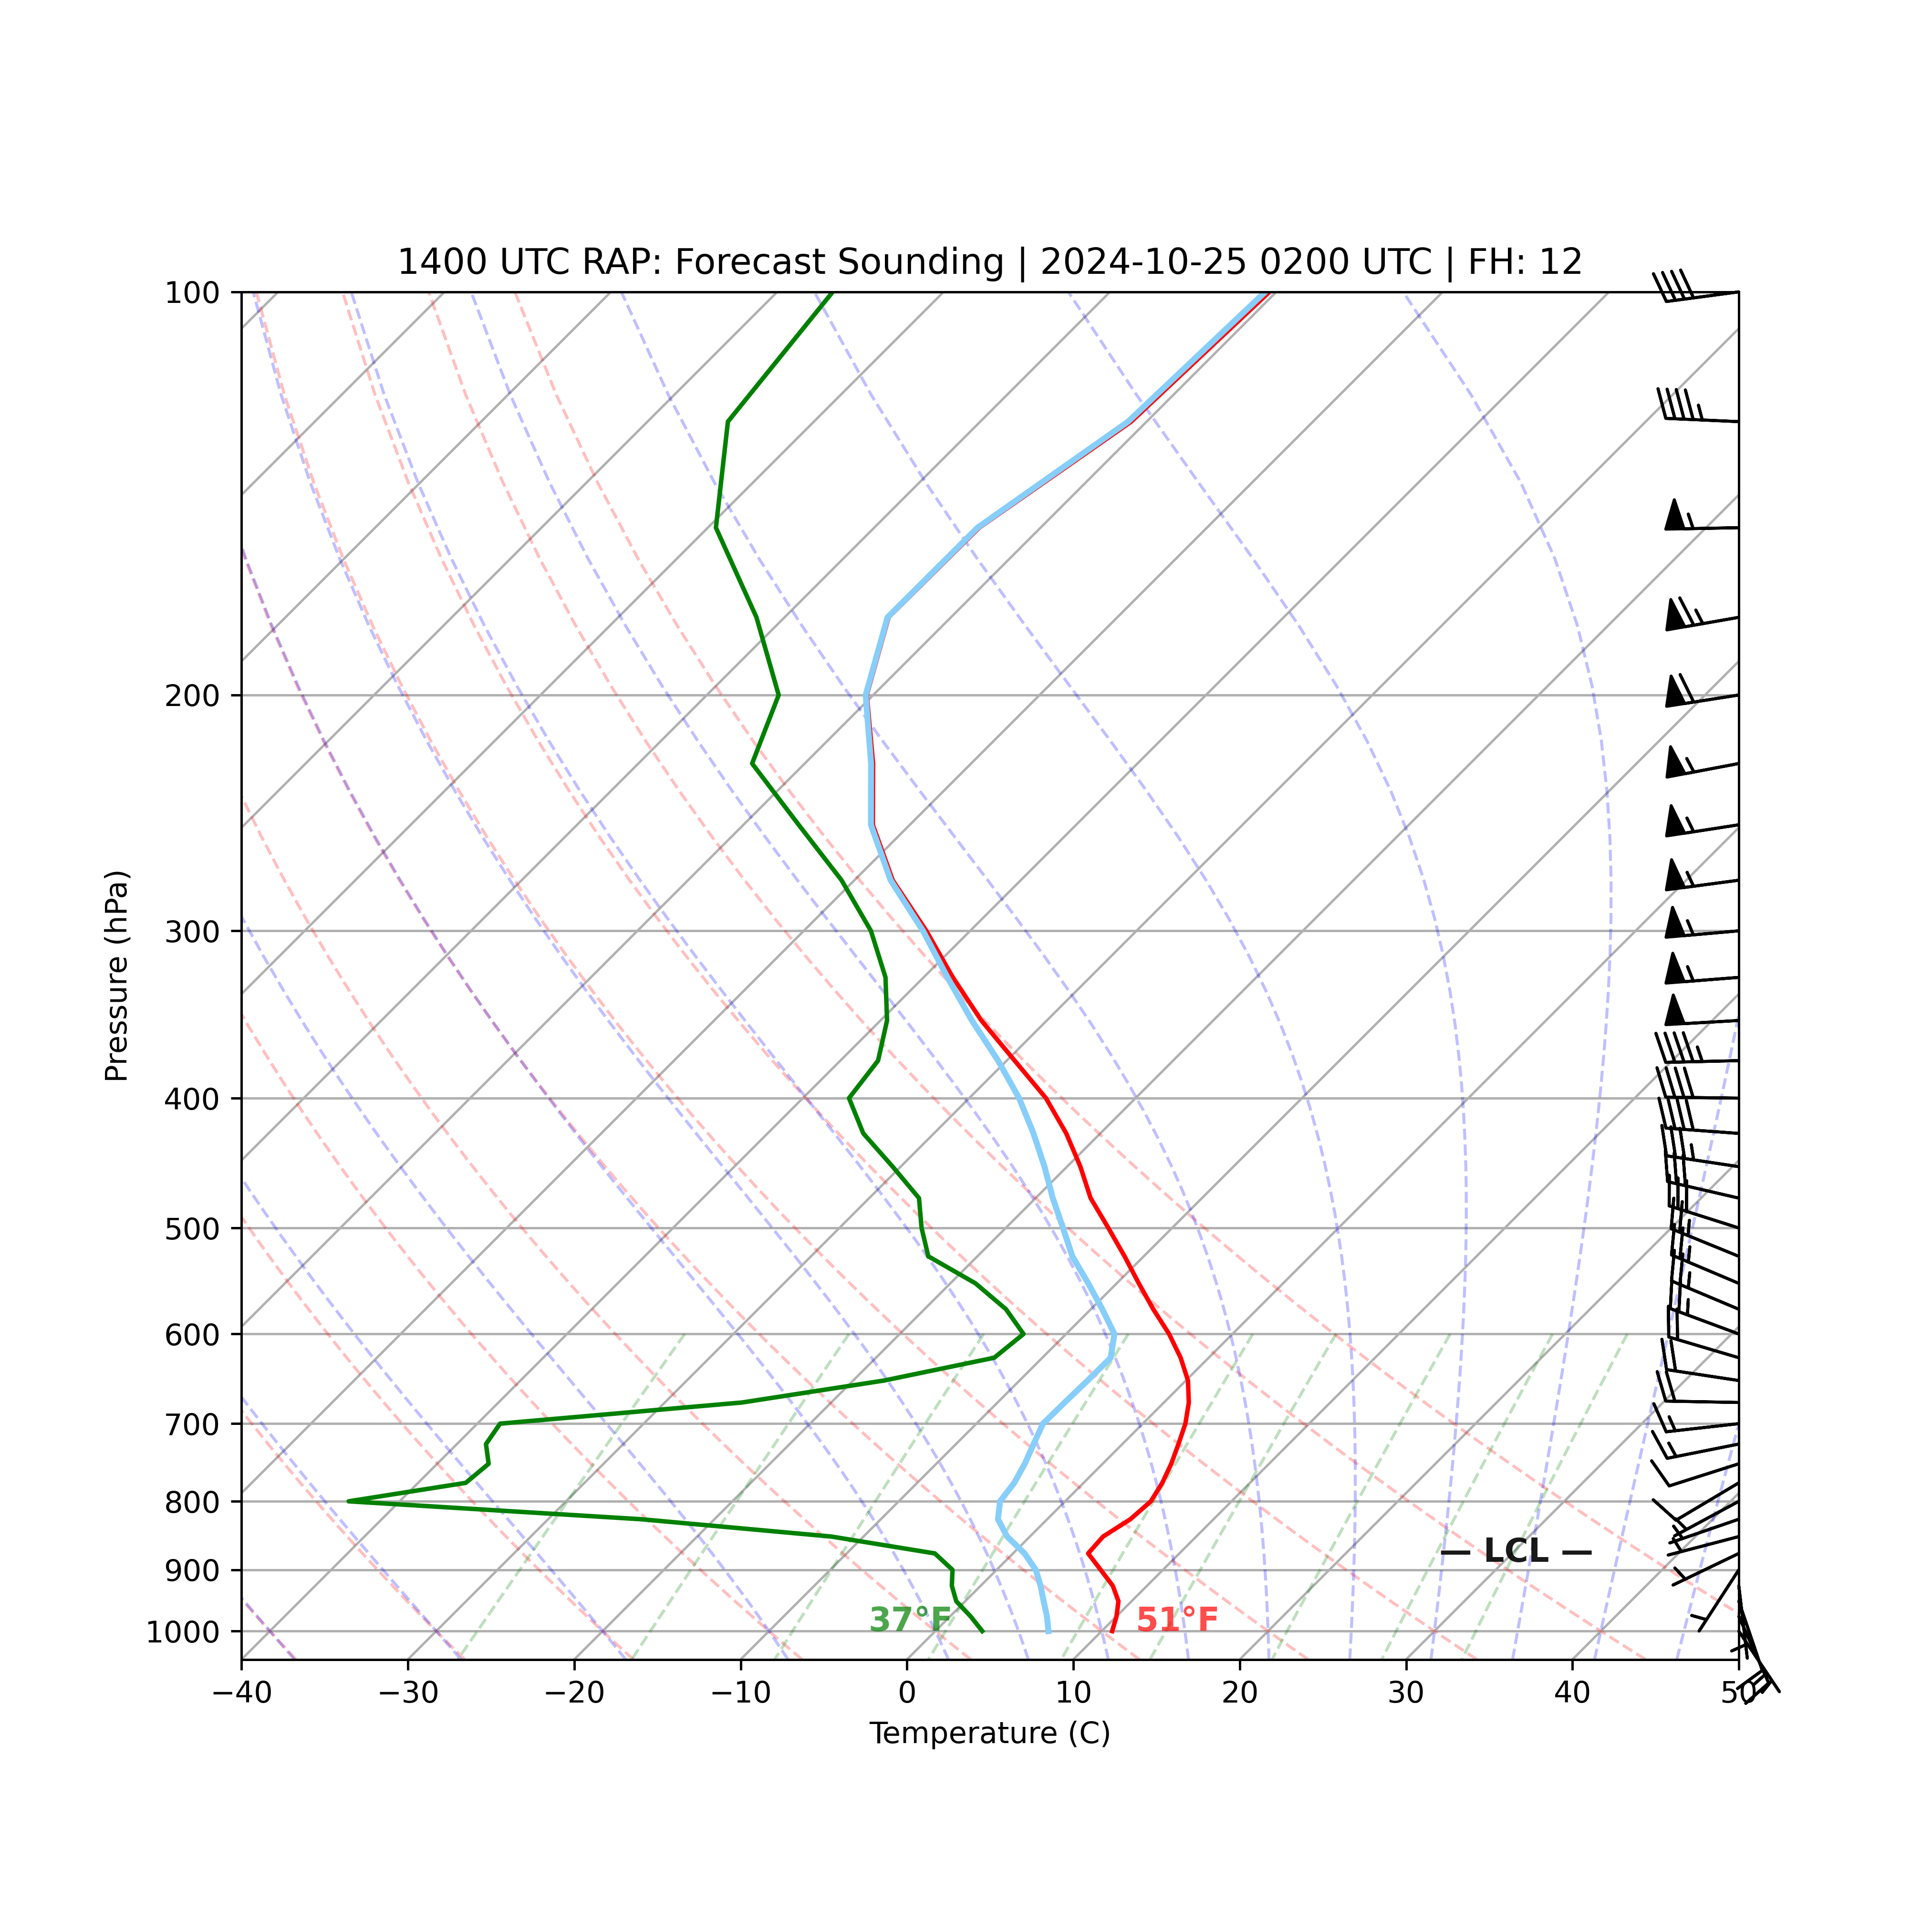 1400 UTC RAP: Forecast Sounding | 2024-10-25 0200 UTC | FH: 12
100
200
300
400
500
600
700
800
900
1000
Pressure (hPa)
— LCL —
37°F
51°F
−40 −30 −20 −10 0 10 20 30 40 50
Temperature (C)